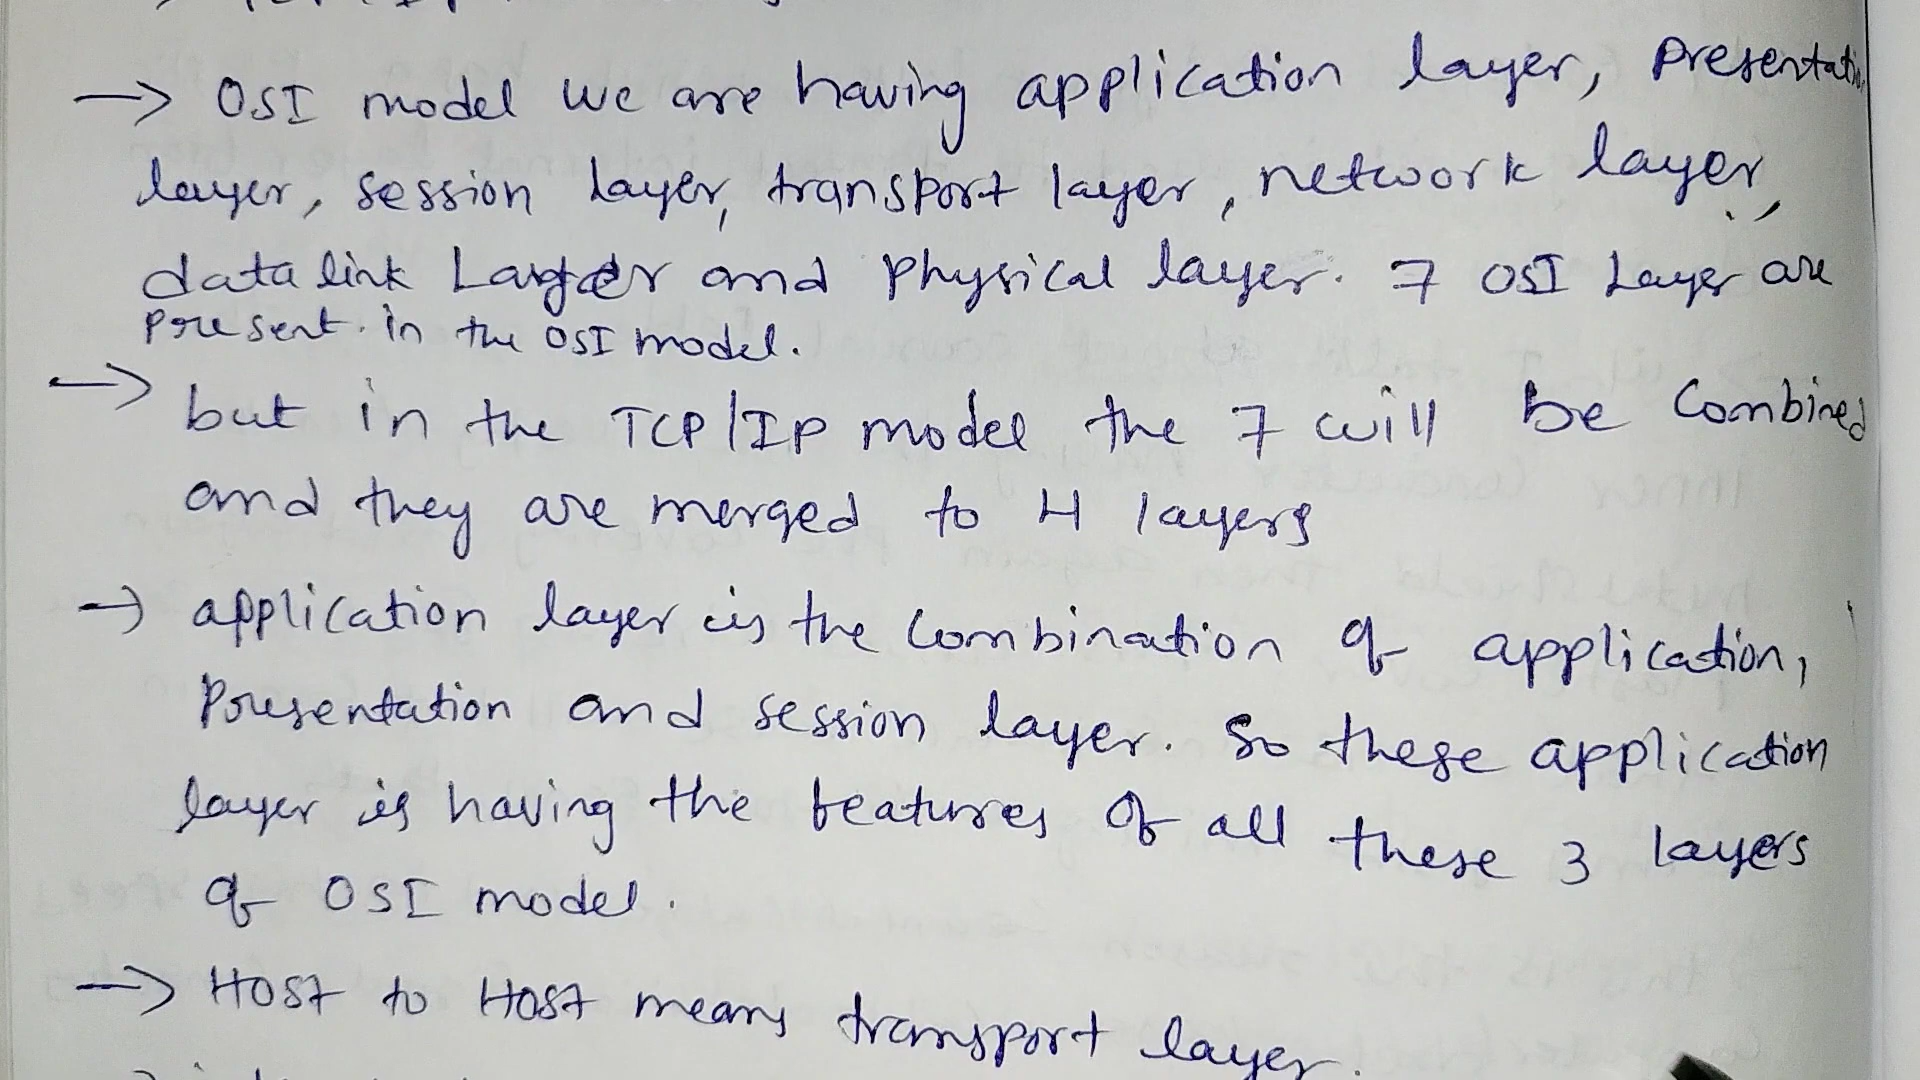 → OSI model we are having application layer, presentatio
layer, session layer, transport layer, network layer,
data link Layer and physical layer. 7 OSI Layer are
present in the OSI model.
→ but in the TCP/IP model the 7 will be combined
and they are merged to 4 layers
→ application layer is the combination of application,
Presentation and session layer. So these application
layer is having the features of all these 3 layers
of OSI model.
→ HOST to HOST means transport layer.